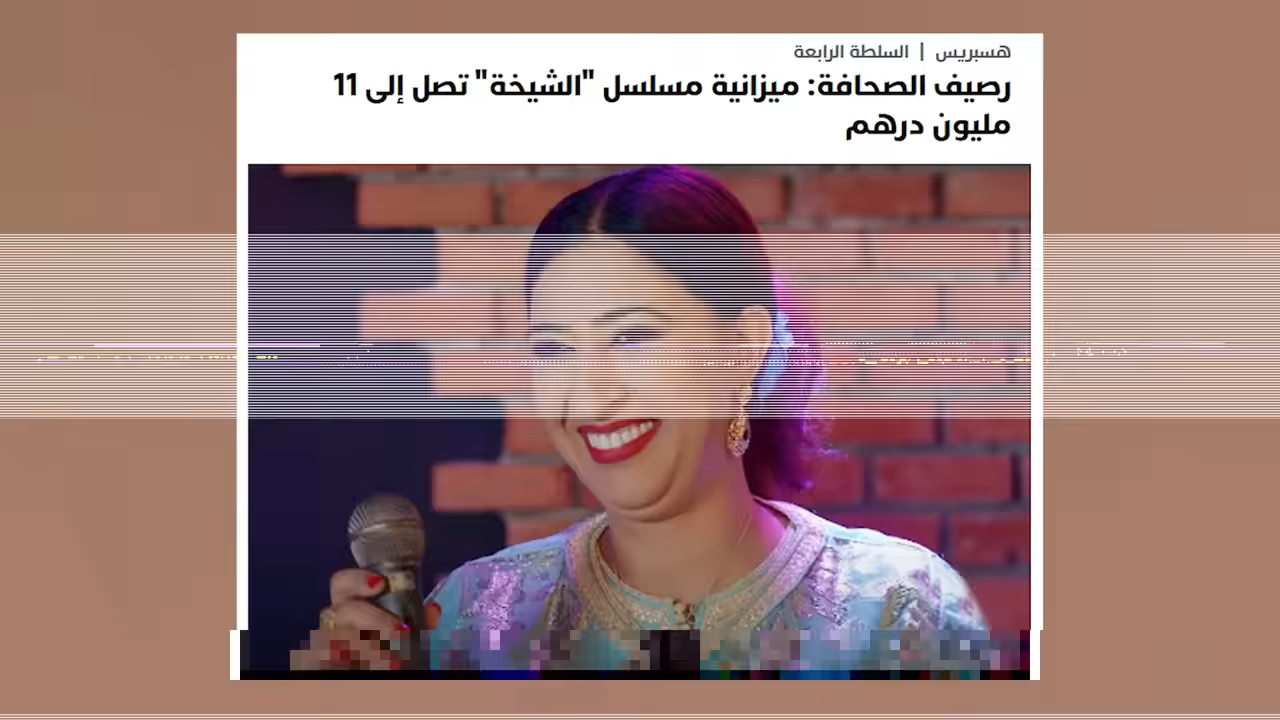 هسبريس | السلطة الرابعة
رصيف الصحافة: ميزانية مسلسل "الشيخة" تصل إلى 11
مليون درهم